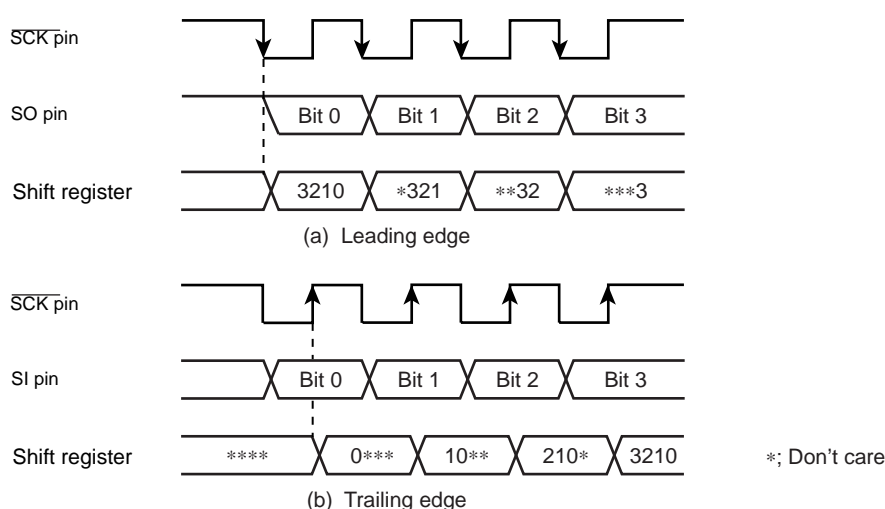 SCK pin
SO pin Bit 0 Bit 1 Bit 2 Bit 3
Shift register 3210 *321 **32 ***3
(a) Leading edge
SCK pin
SI pin Bit 0 Bit 1 Bit 2 Bit 3
Shift register **** 0*** 10** 210* 3210 *; Don't care
(b) Trailing edge